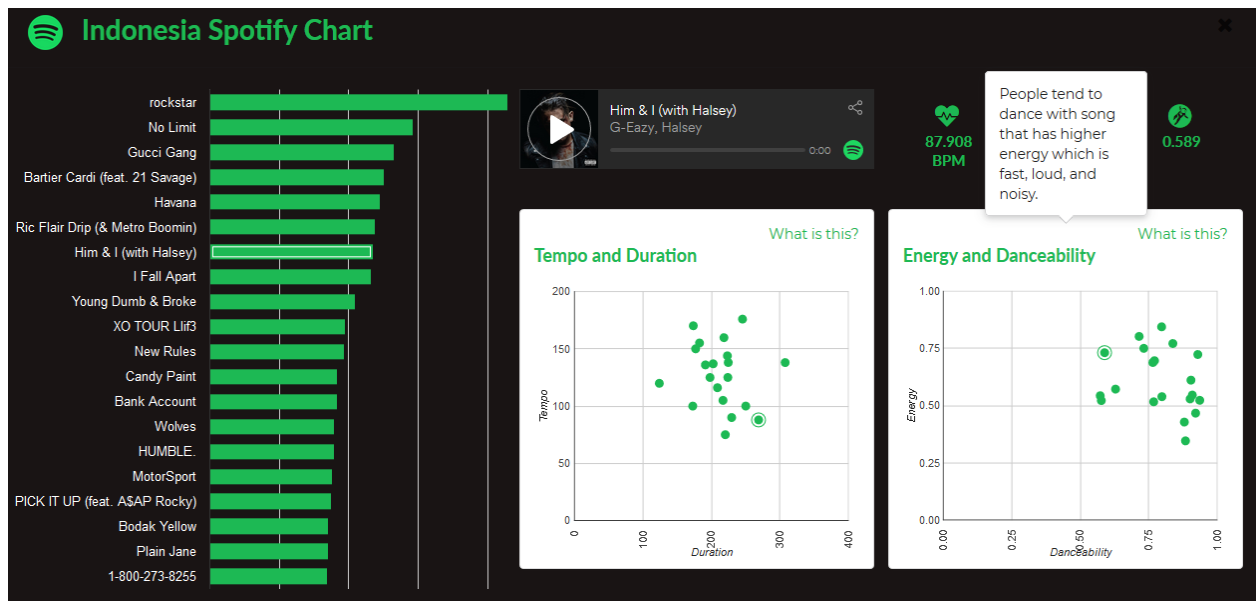 Indonesia Spotify Chart
rockstar
No Limit
Gucci Gang
Bartier Cardi (feat. 21 Savage)
Havana
Ric Flair Drip (& Metro Boomin)
Him & I (with Halsey)
I Fall Apart
Young Dumb & Broke
XO TOUR Llif3
New Rules
Candy Paint
Bank Account
Wolves
HUMBLE.
MotorSport
PICK IT UP (feat. A$AP Rocky)
Bodak Yellow
Plain Jane
1-800-273-8255
Him & I (with Halsey)
G-Eazy, Halsey
0:00
87.908
BPM
People tend to
dance with song
that has higher
energy which is
fast, loud, and
noisy.
0.589
What is this?
Tempo and Duration
200
150
100
50
0
Tempo
0
100
200
300
400
Duration
What is this?
Energy and Danceability
1.00
0.75
0.50
0.25
0.00
Energy
0.00
0.25
0.50
0.75
1.00
Danceability